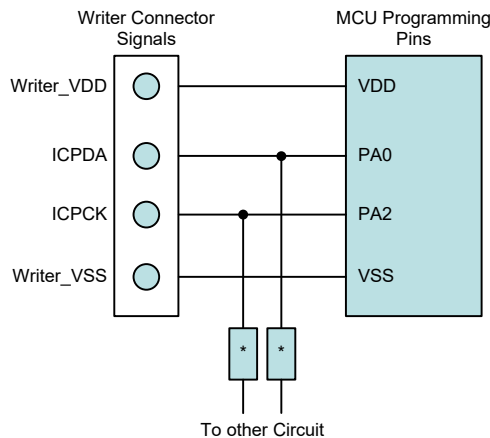 Writer Connector
Signals
MCU Programming
Pins
Writer_VDD
VDD
ICPDA
PA0
ICPCK
PA2
Writer_VSS
VSS
* *
To other Circuit